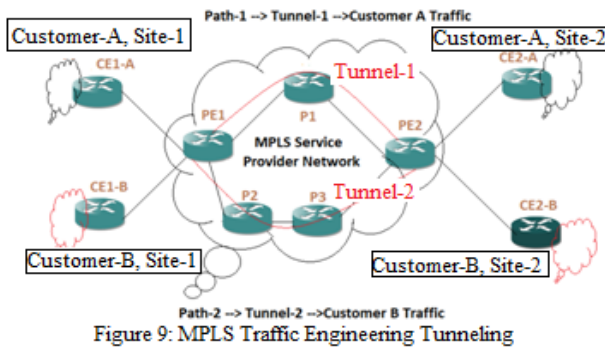 Path-1 --> Tunnel-1 -->Customer A Traffic
Customer-A, Site-1
Customer-A, Site-2
CE1-A
Tunnel-1
CE2-A
PE1
P1
PE2
MPLS Service
Provider Network
CE1-B
P2
P3
Tunnel-2
CE2-B
Customer-B, Site-1
Customer-B, Site-2
Path-2 --> Tunnel-2 -->Customer B Traffic
Figure 9: MPLS Traffic Engineering Tunneling